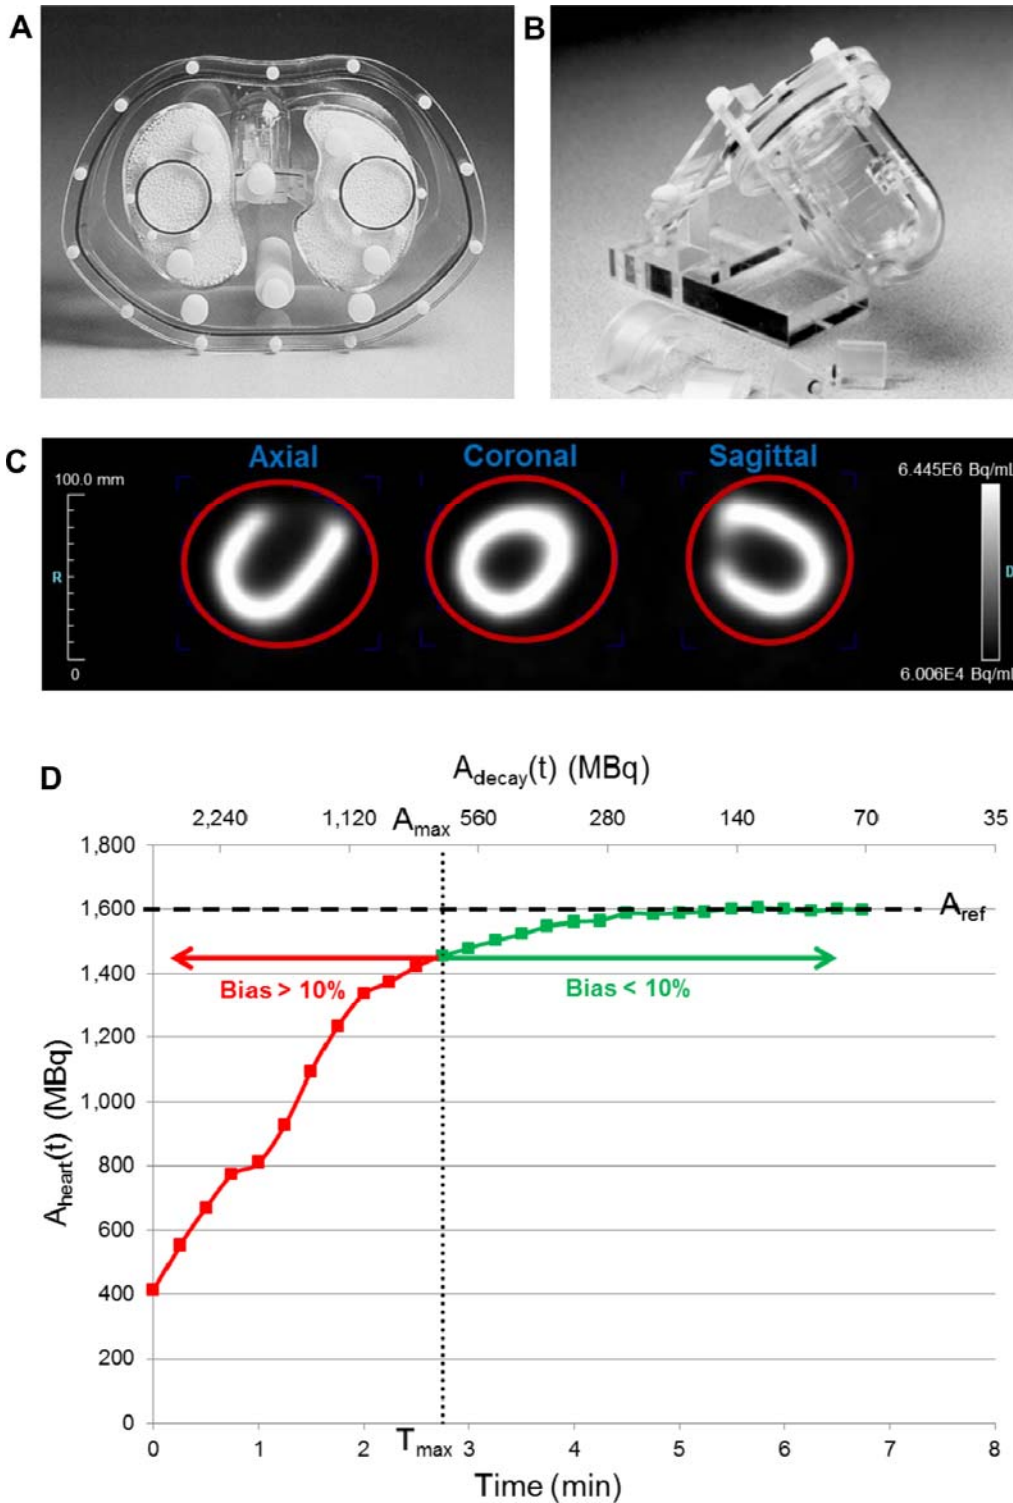 A
B
C
Axial
Coronal
Sagittal
100.0 mm
R
0
6.445E6 Bq/mL
D
6.006E4 Bq/mL
D
A_decay(t) (MBq)
2,240 1,120 A_max 560 280 140 70 35
1,800
1,600
A_ref
1,400
Bias > 10%
Bias < 10%
1,200
1,000
800
600
400
200
0
A_heart(t) (MBq)
0 1 2 T_max 3 4 5 6 7 8
Time (min)